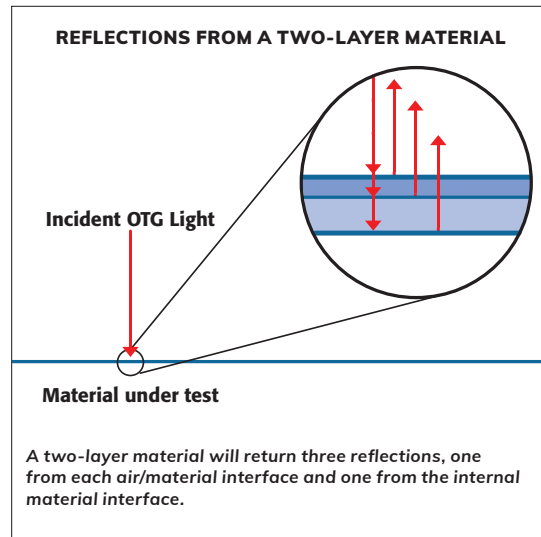 REFLECTIONS FROM A TWO-LAYER MATERIAL
Incident OTG Light
Material under test
A two-layer material will return three reflections, one
from each air/material interface and one from the internal
material interface.